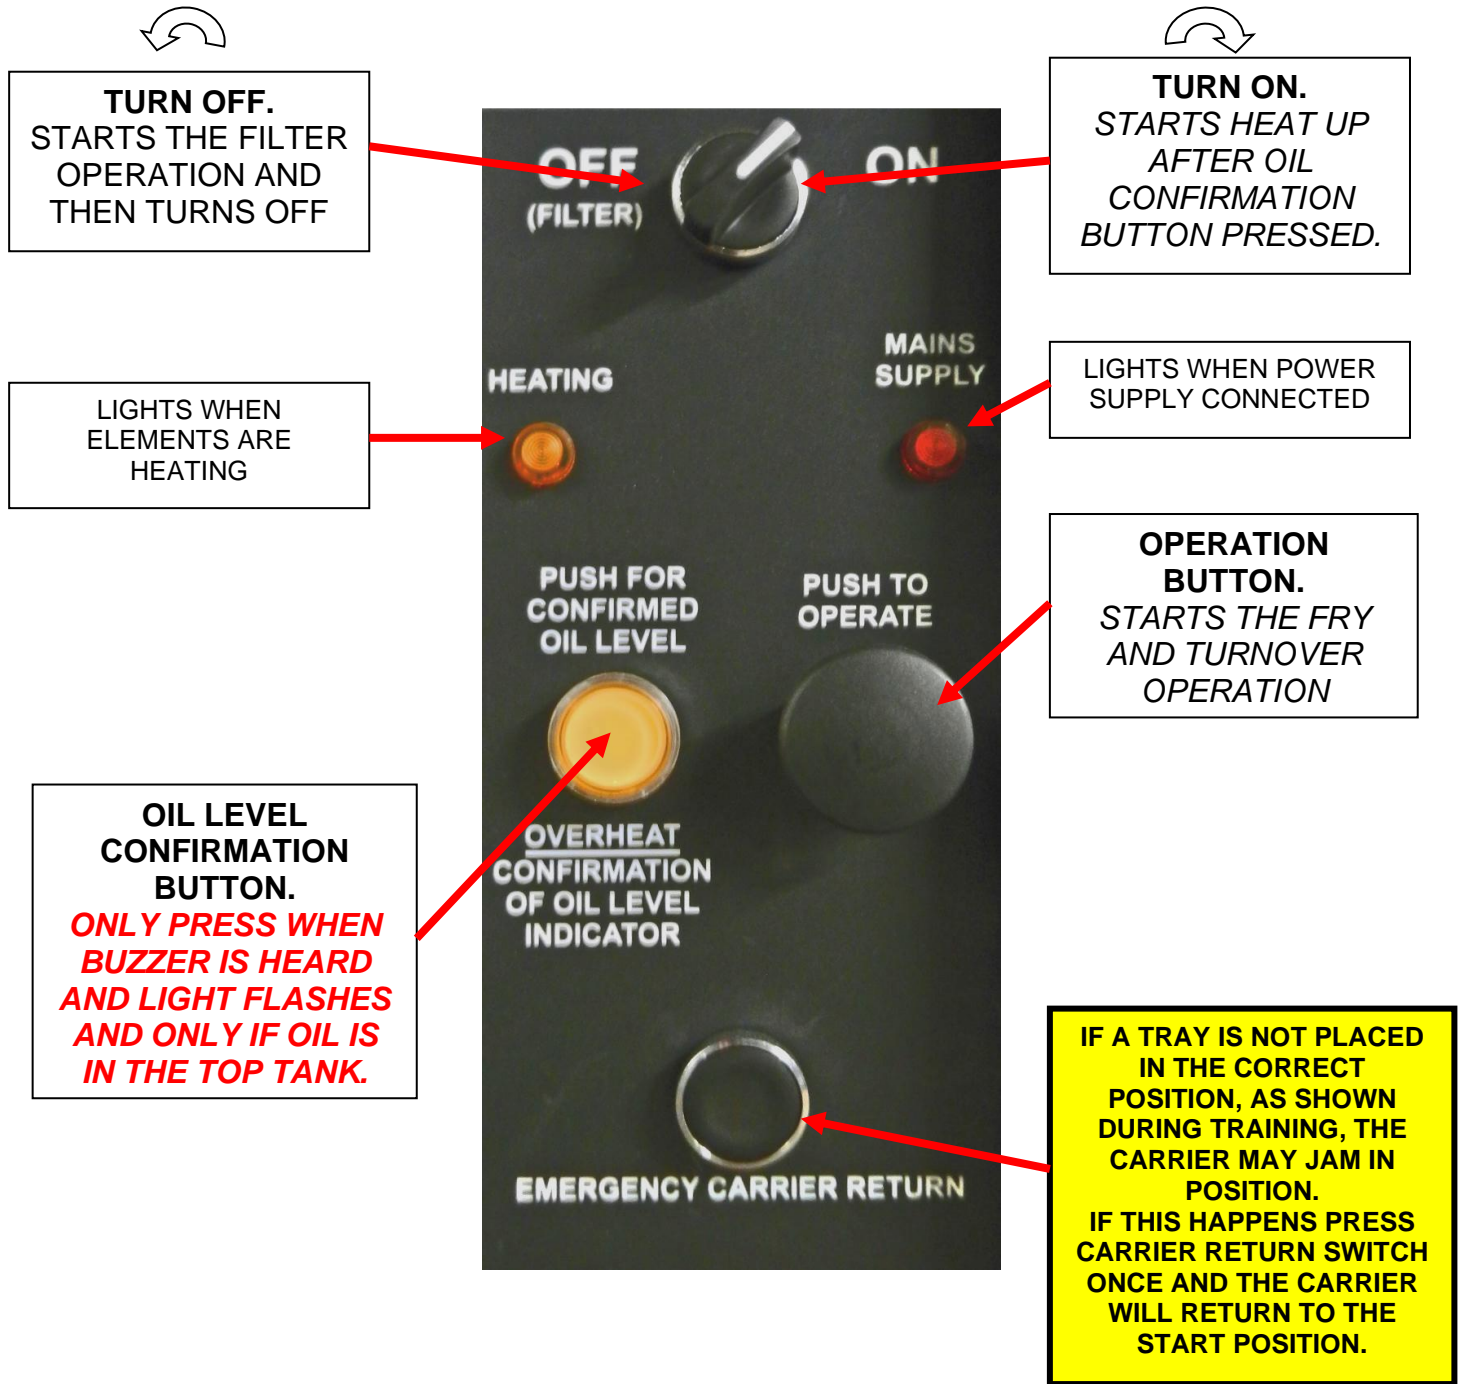 TURN OFF.
STARTS THE FILTER
OPERATION AND
THEN TURNS OFF
TURN ON.
STARTS HEAT UP
AFTER OIL
CONFIRMATION
BUTTON PRESSED.
OFF
(FILTER)
ON
LIGHTS WHEN
ELEMENTS ARE
HEATING
HEATING
MAINS
SUPPLY
LIGHTS WHEN POWER
SUPPLY CONNECTED
PUSH FOR
CONFIRMED
OIL LEVEL
PUSH TO
OPERATE
OPERATION
BUTTON.
STARTS THE FRY
AND TURNOVER
OPERATION
OIL LEVEL
CONFIRMATION
BUTTON.
ONLY PRESS WHEN
BUZZER IS HEARD
AND LIGHT FLASHES
AND ONLY IF OIL IS
IN THE TOP TANK.
OVERHEAT
CONFIRMATION
OF OIL LEVEL
INDICATOR
EMERGENCY CARRIER RETURN
IF A TRAY IS NOT PLACED
IN THE CORRECT
POSITION, AS SHOWN
DURING TRAINING, THE
CARRIER MAY JAM IN
POSITION.
IF THIS HAPPENS PRESS
CARRIER RETURN SWITCH
ONCE AND THE CARRIER
WILL RETURN TO THE
START POSITION.